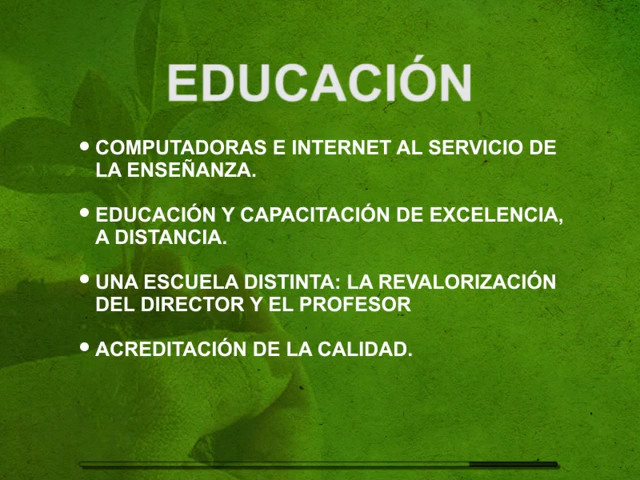 EDUCACIÓN
• COMPUTADORAS E INTERNET AL SERVICIO DE
LA ENSEÑANZA.
• EDUCACIÓN Y CAPACITACIÓN DE EXCELENCIA,
A DISTANCIA.
• UNA ESCUELA DISTINTA: LA REVALORIZACIÓN
DEL DIRECTOR Y EL PROFESOR
• ACREDITACIÓN DE LA CALIDAD.